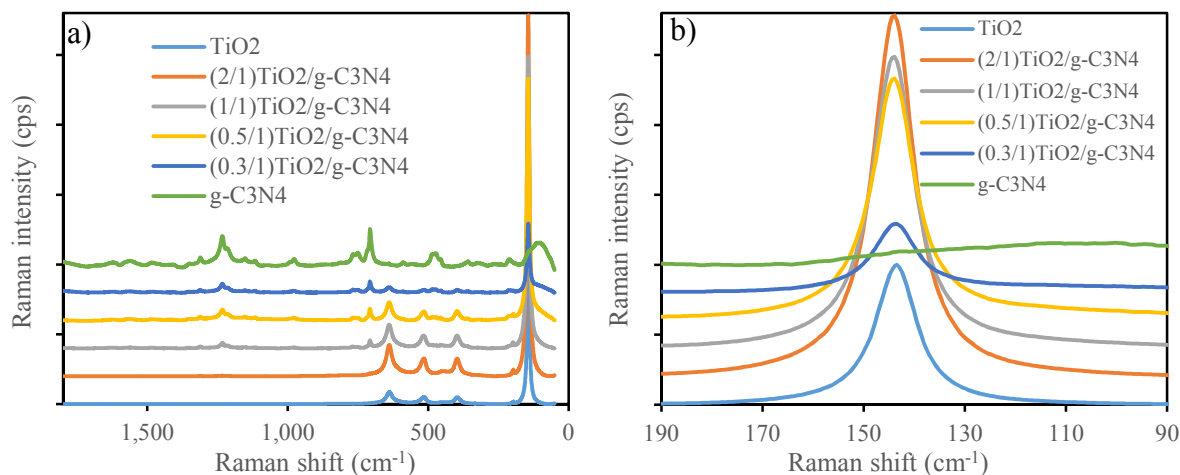 a)
TiO2
(2/1)TiO2/g-C3N4
(1/1)TiO2/g-C3N4
(0.5/1)TiO2/g-C3N4
(0.3/1)TiO2/g-C3N4
g-C3N4
Raman intensity (cps)
1,500 1,000 500 0
Raman shift (cm⁻¹)
b)
TiO2
(2/1)TiO2/g-C3N4
(1/1)TiO2/g-C3N4
(0.5/1)TiO2/g-C3N4
(0.3/1)TiO2/g-C3N4
g-C3N4
Raman intensity (cps)
190 170 150 130 110 90
Raman shift (cm⁻¹)